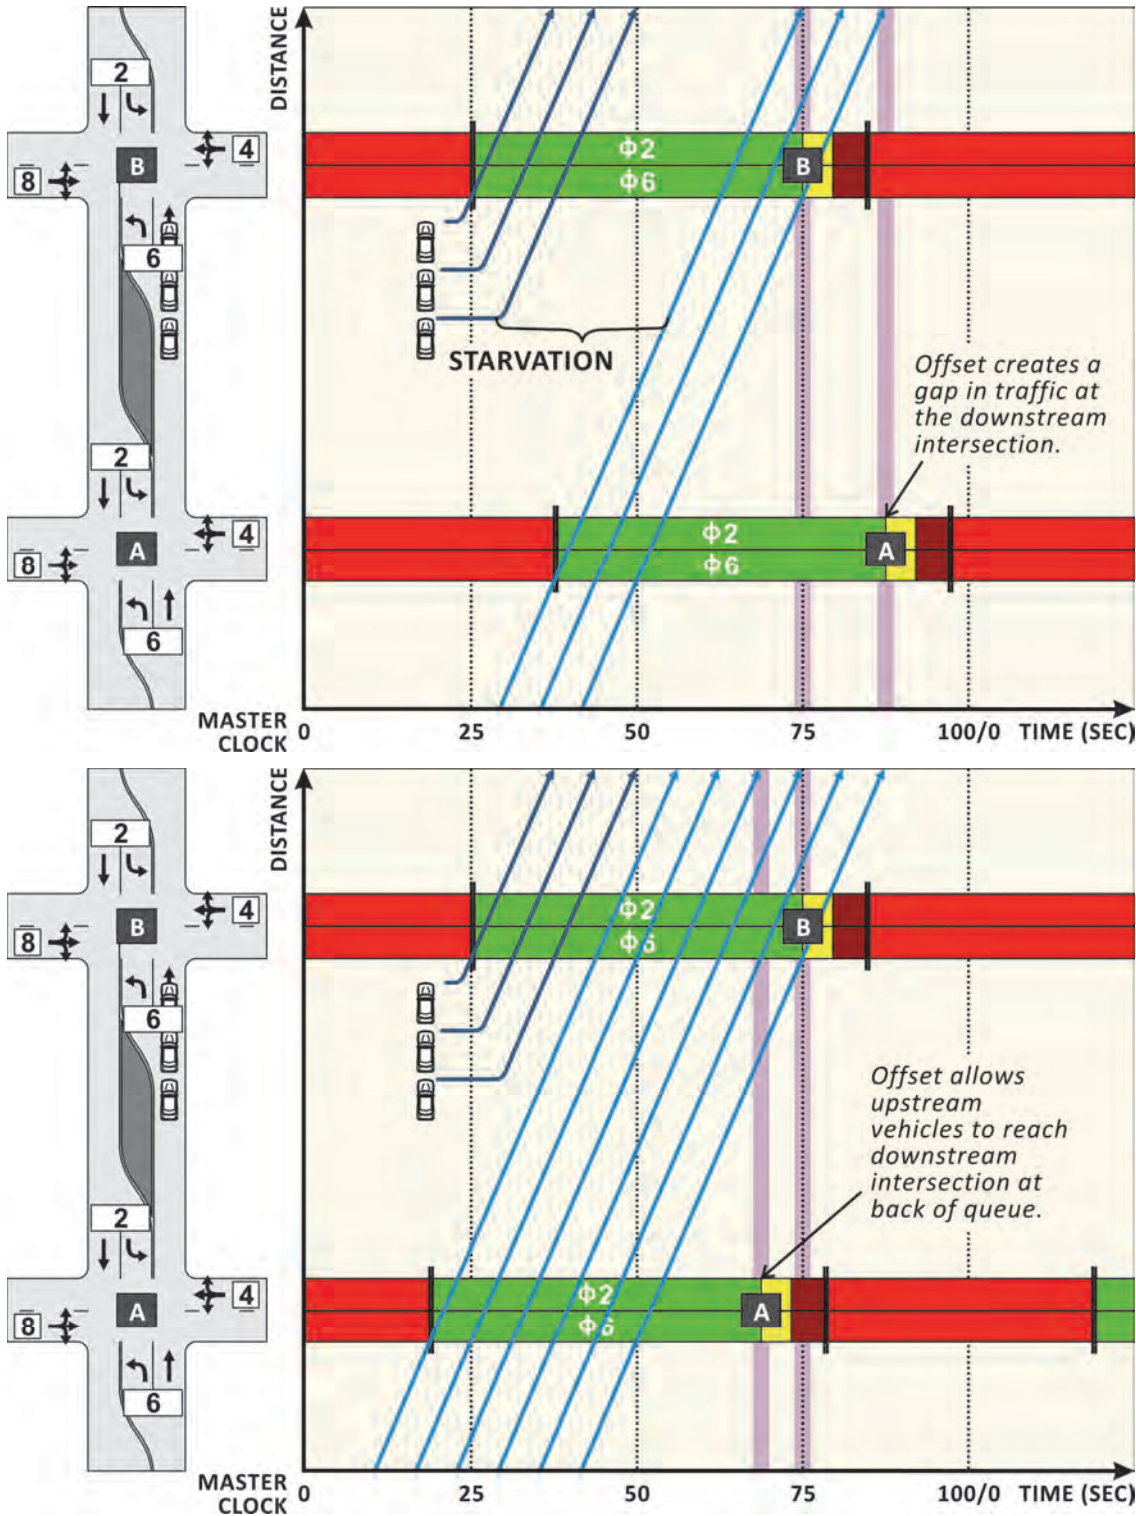 DISTANCE
2
B
4
8
6
Φ2
Φ6
B
STARVATION
Offset creates a
gap in traffic at
the downstream
intersection.
2
A
4
8
6
Φ2
Φ6
A
MASTER
CLOCK
0 25 50 75 100/0 TIME (SEC)
DISTANCE
2
B
4
8
6
Φ2
Φ6
B
Offset allows
upstream
vehicles to reach
downstream
intersection at
back of queue.
2
A
4
8
6
Φ2
Φ6
A
MASTER
CLOCK
0 25 50 75 100/0 TIME (SEC)